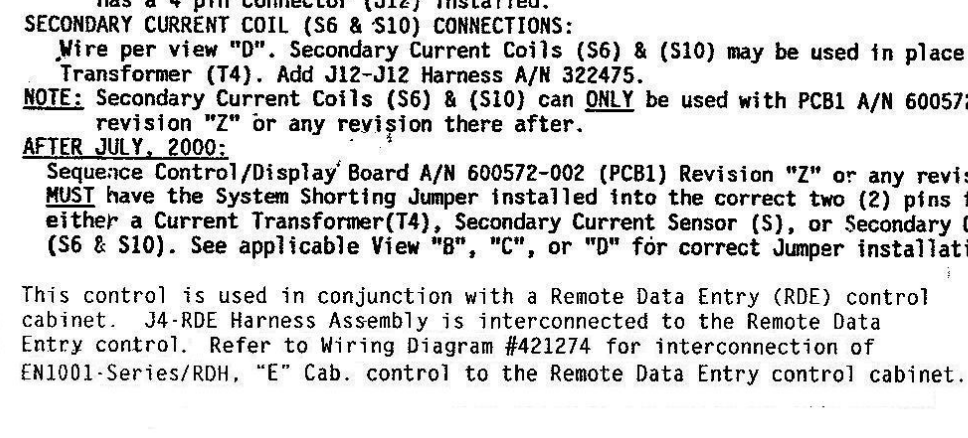 has a 4 pin connector (J12) installed.
SECONDARY CURRENT COIL (S6 & S10) CONNECTIONS:
Wire per view "D". Secondary Current Coils (S6) & (S10) may be used in place
Transformer (T4). Add J12-J12 Harness A/N 322475.
NOTE: Secondary Current Coils (S6) & (S10) can ONLY be used with PCB1 A/N 600572
revision "Z" or any revision there after.
AFTER JULY, 2000:
Sequence Control/Display Board A/N 600572-002 (PCB1) Revision "Z" or any revis
MUST have the System Shorting Jumper installed into the correct two (2) pins f
either a Current Transformer(T4), Secondary Current Sensor (S), or Secondary C
(S6 & S10). See applicable View "B", "C", or "D" for correct Jumper installati
This control is used in conjunction with a Remote Data Entry (RDE) control
cabinet. J4-RDE Harness Assembly is interconnected to the Remote Data
Entry control. Refer to Wiring Diagram #421274 for interconnection of
EN1001-Series/RDH, "E" Cab. control to the Remote Data Entry control cabinet.